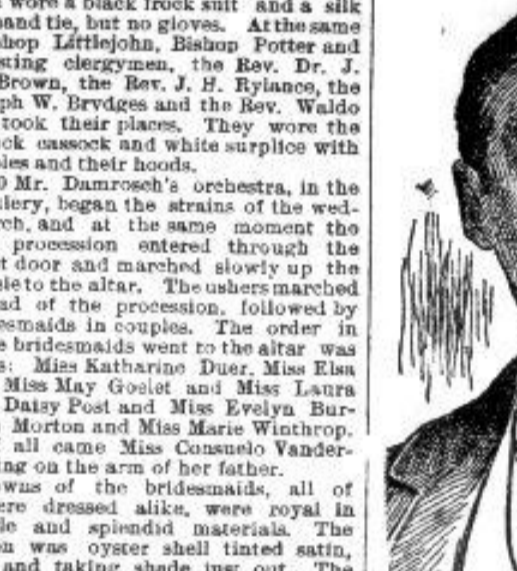 wore a black frock suit and a silk
band tie, but no gloves. At the same
hop Littlejohn, Bishop Potter and
sting clergymen, the Rev. Dr. J.
Brown, the Rev. J. H. Rylance, the
ph W. Brydges and the Rev. Waldo
took their places. They wore the
ck cassock and white surplice with
les and their hoods.
0 Mr. Damrosch's orchestra, in the
llery, began the strains of the wed-
rch, and at the same moment the
procession entered through the
t door and marched slowly up the
sle to the altar. The ushers marched
ad of the procession, followed by
esmaids in couples. The order in
e bridesmaids went to the altar was
s: Miss Katharine Duer, Miss Elsa
Miss May Goelet and Miss Laura
Daisy Post and Miss Evelyn Bur-
Morton and Miss Marie Winthrop.
all came Miss Consuelo Vander-
ng on the arm of her father.
wns of the bridesmaids, all of
ere dressed alike, were royal in
le and splendid materials. The
n was oyster shell tinted satin,
and taking shade just out. The